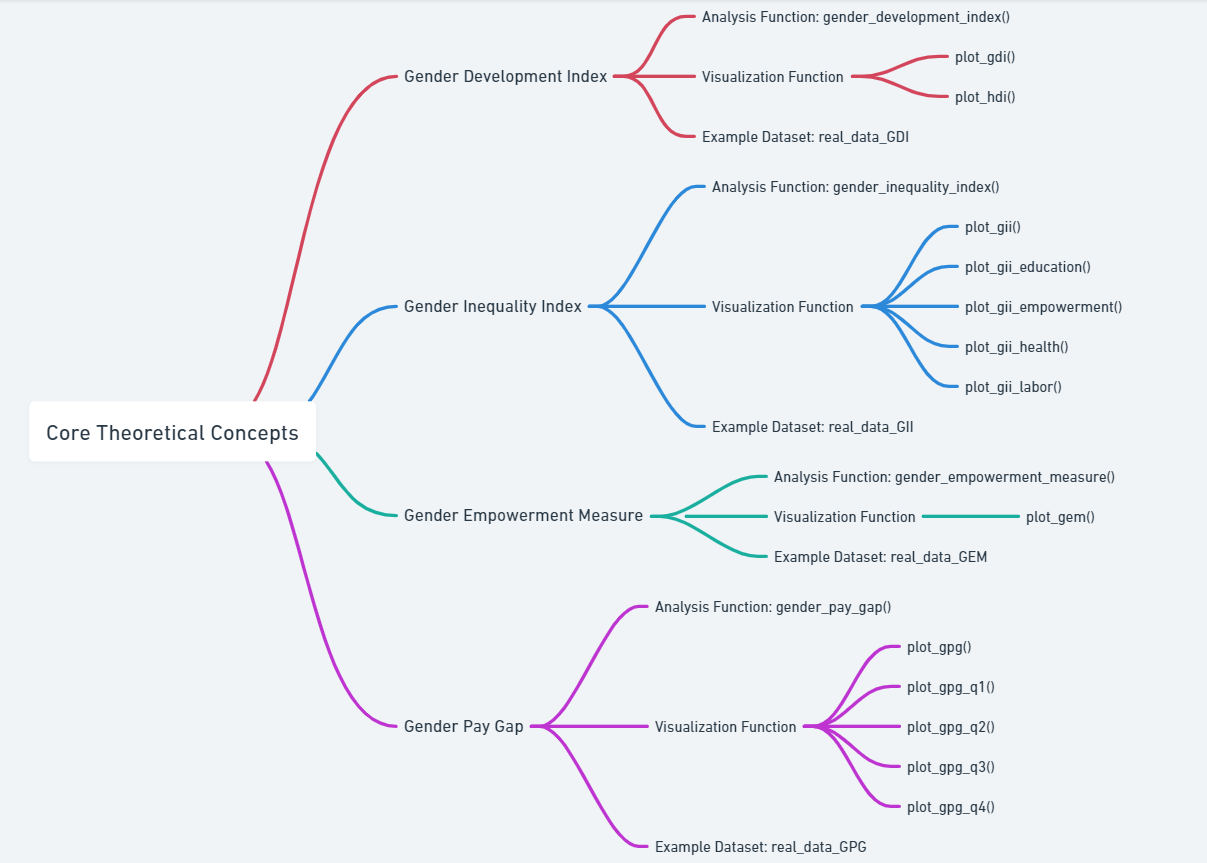 Core Theoretical Concepts
Gender Development Index
Analysis Function: gender_development_index()
Visualization Function
plot_gdi()
plot_hdi()
Example Dataset: real_data_GDI
Gender Inequality Index
Analysis Function: gender_inequality_index()
Visualization Function
plot_gii()
plot_gii_education()
plot_gii_empowerment()
plot_gii_health()
plot_gii_labor()
Example Dataset: real_data_GII
Gender Empowerment Measure
Analysis Function: gender_empowerment_measure()
Visualization Function
plot_gem()
Example Dataset: real_data_GEM
Gender Pay Gap
Analysis Function: gender_pay_gap()
Visualization Function
plot_gpg()
plot_gpg_q1()
plot_gpg_q2()
plot_gpg_q3()
plot_gpg_q4()
Example Dataset: real_data_GPG